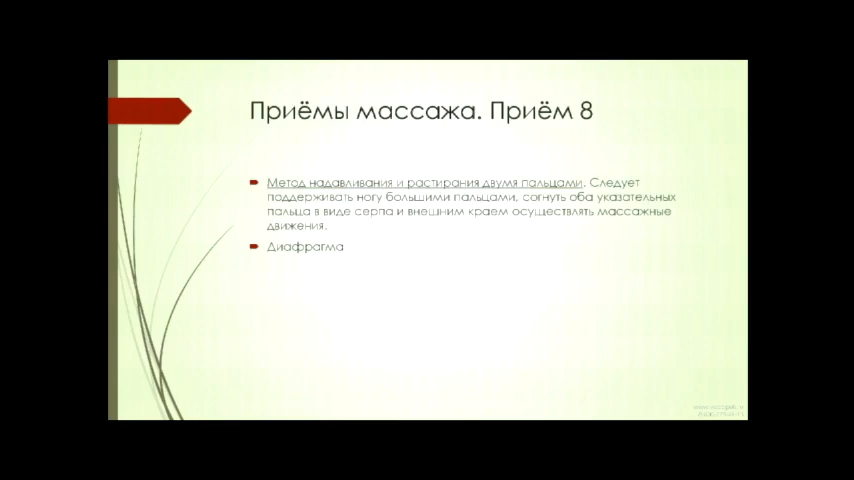 Приёмы массажа. Приём 8
Метод надавливания и растирания двумя пальцами. Следует
поддерживать ногу большими пальцами, согнуть оба указательных
пальца в виде серпа и внешним краем осуществлять массажные
движения.
Диафрагма